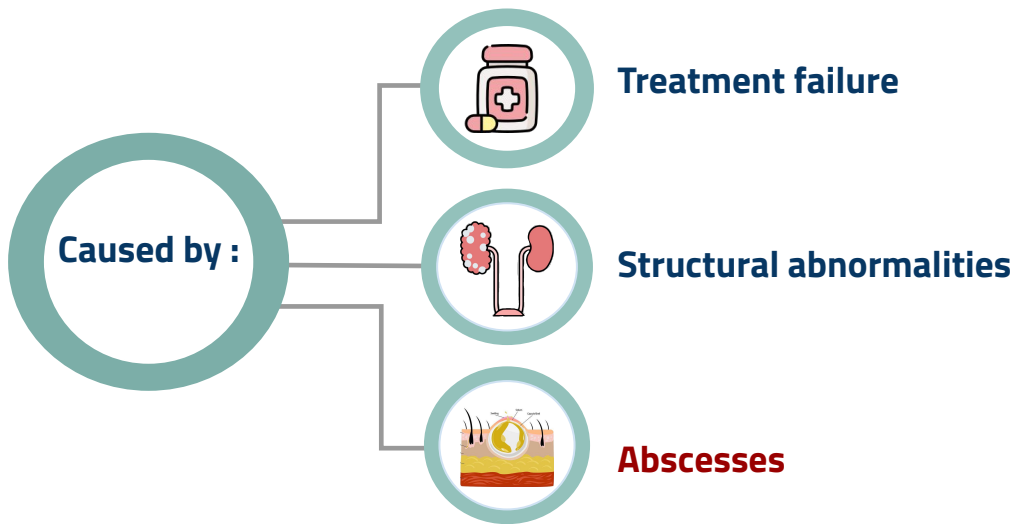 Caused by :
Treatment failure
Structural abnormalities
Abscesses